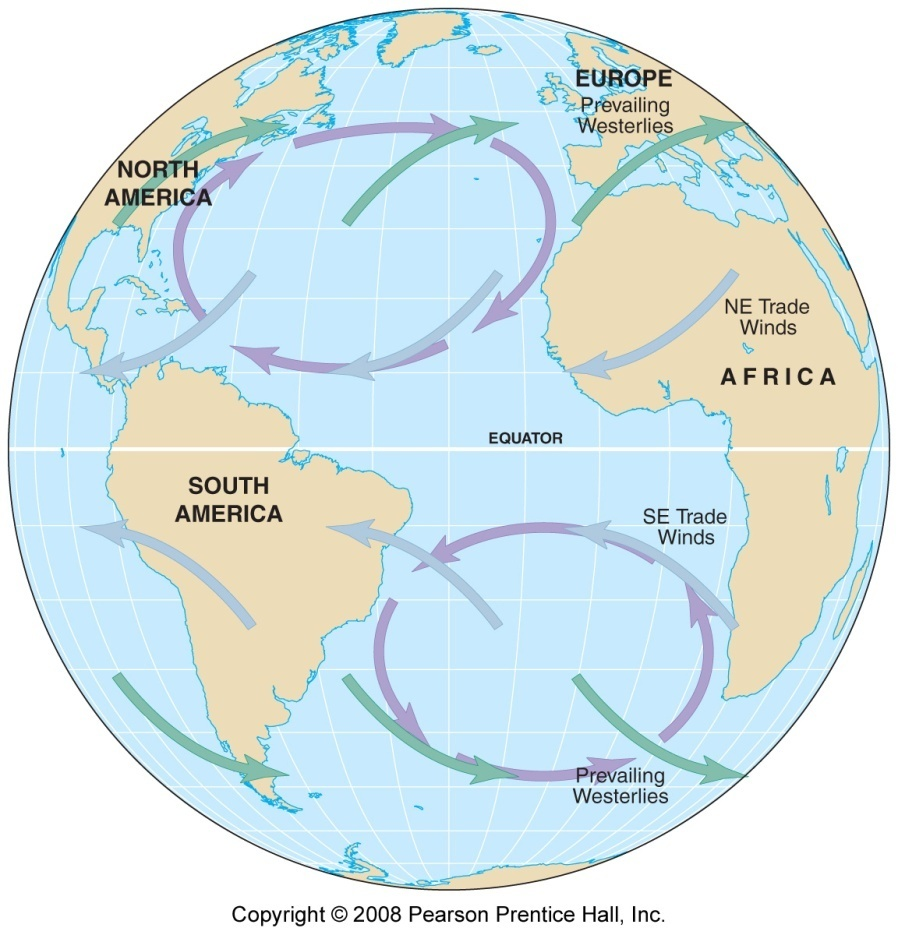 EUROPE
Prevailing
Westerlies
NORTH
AMERICA
NE Trade
Winds
AFRICA
EQUATOR
SOUTH
AMERICA
SE Trade
Winds
Prevailing
Westerlies
Copyright © 2008 Pearson Prentice Hall, Inc.